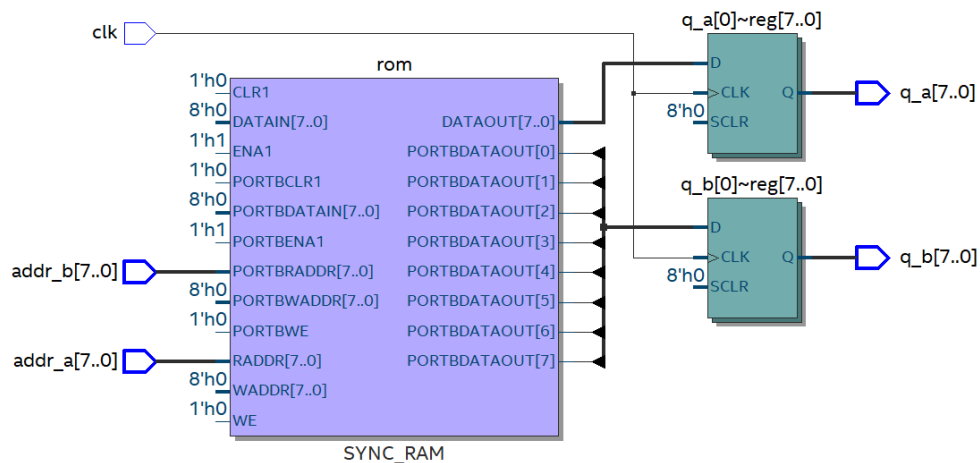 clk
rom
1'h0 CLR1
8'h0 DATAIN[7..0]
1'h1 ENA1
1'h0 PORTBCLR1
8'h0 PORTBDATAIN[7..0]
1'h1 PORTBENA1
addr_b[7..0] PORTBRADDR[7..0]
8'h0 PORTBWADDR[7..0]
1'h0 PORTBWE
addr_a[7..0] RADDR[7..0]
8'h0 WADDR[7..0]
1'h0 WE
DATAOUT[7..0]
PORTBDATAOUT[0]
PORTBDATAOUT[1]
PORTBDATAOUT[2]
PORTBDATAOUT[3]
PORTBDATAOUT[4]
PORTBDATAOUT[5]
PORTBDATAOUT[6]
PORTBDATAOUT[7]
SYNC_RAM
q_a[0]~reg[7..0]
D
CLK Q q_a[7..0]
8'h0 SCLR
q_b[0]~reg[7..0]
D
CLK Q q_b[7..0]
8'h0 SCLR